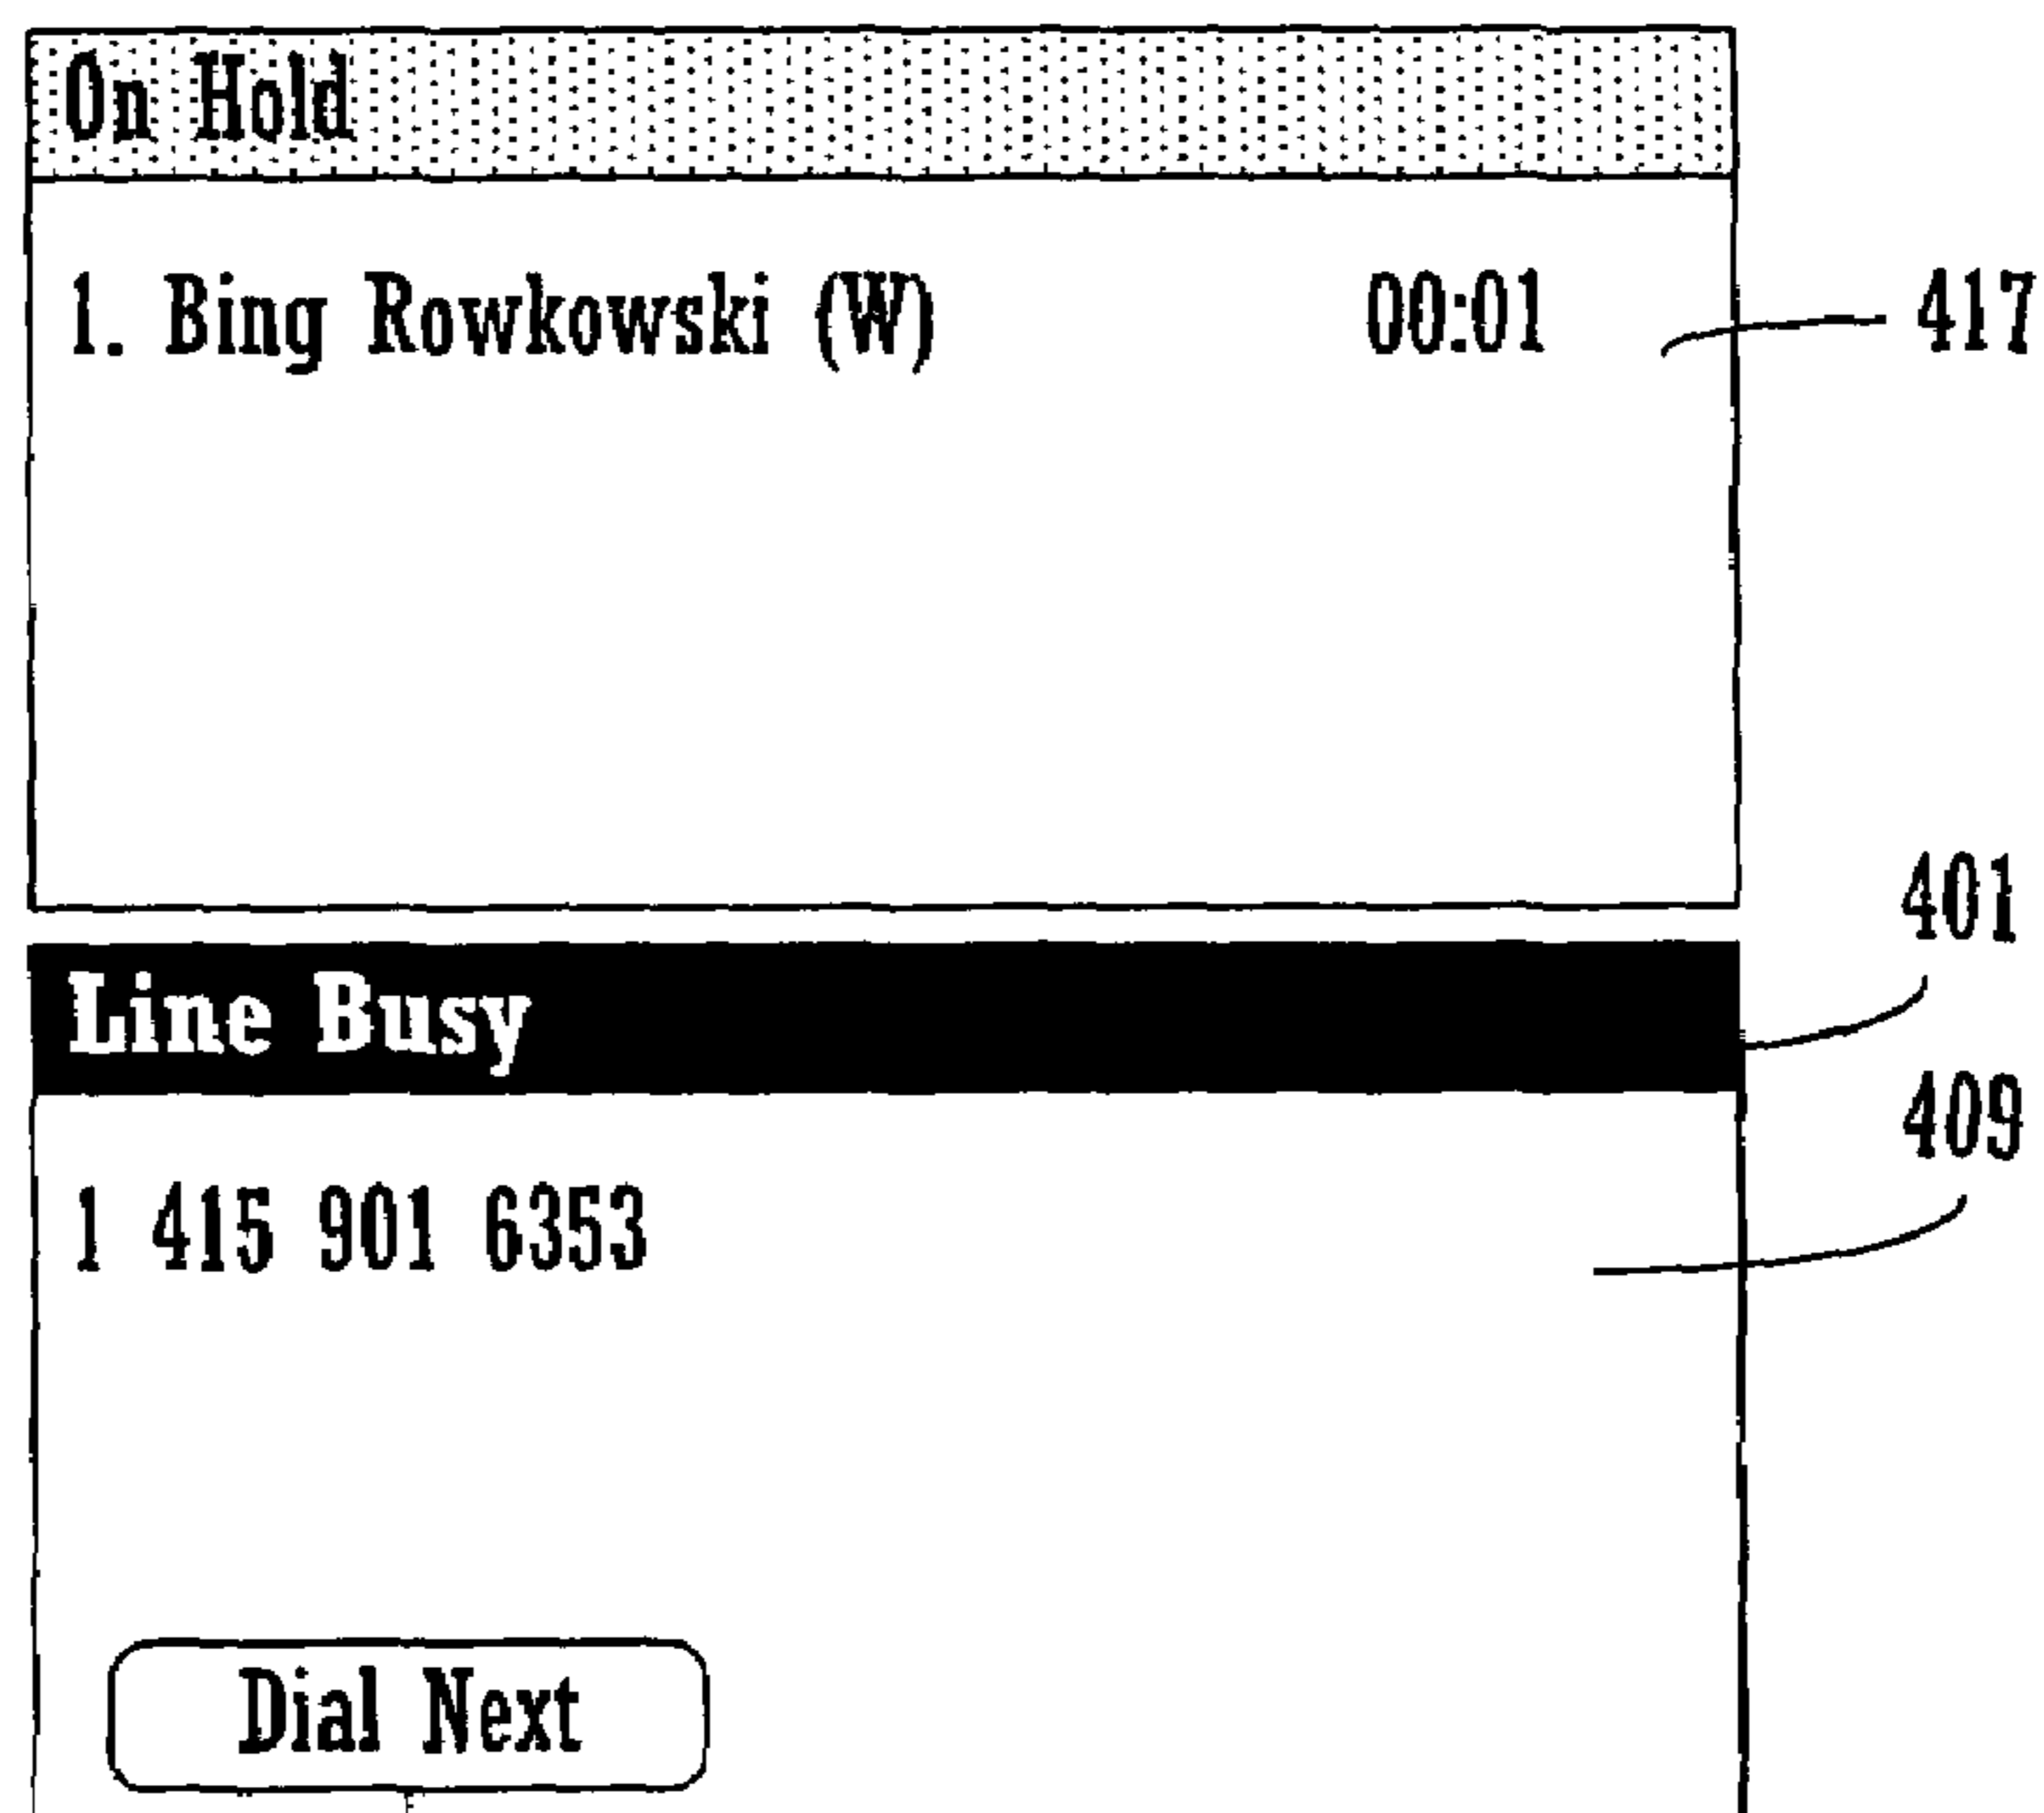 On Hold
1. Bing Rowkowski (W) 00:01 417
401
Line Busy
409
1 415 901 6353
Dial Next